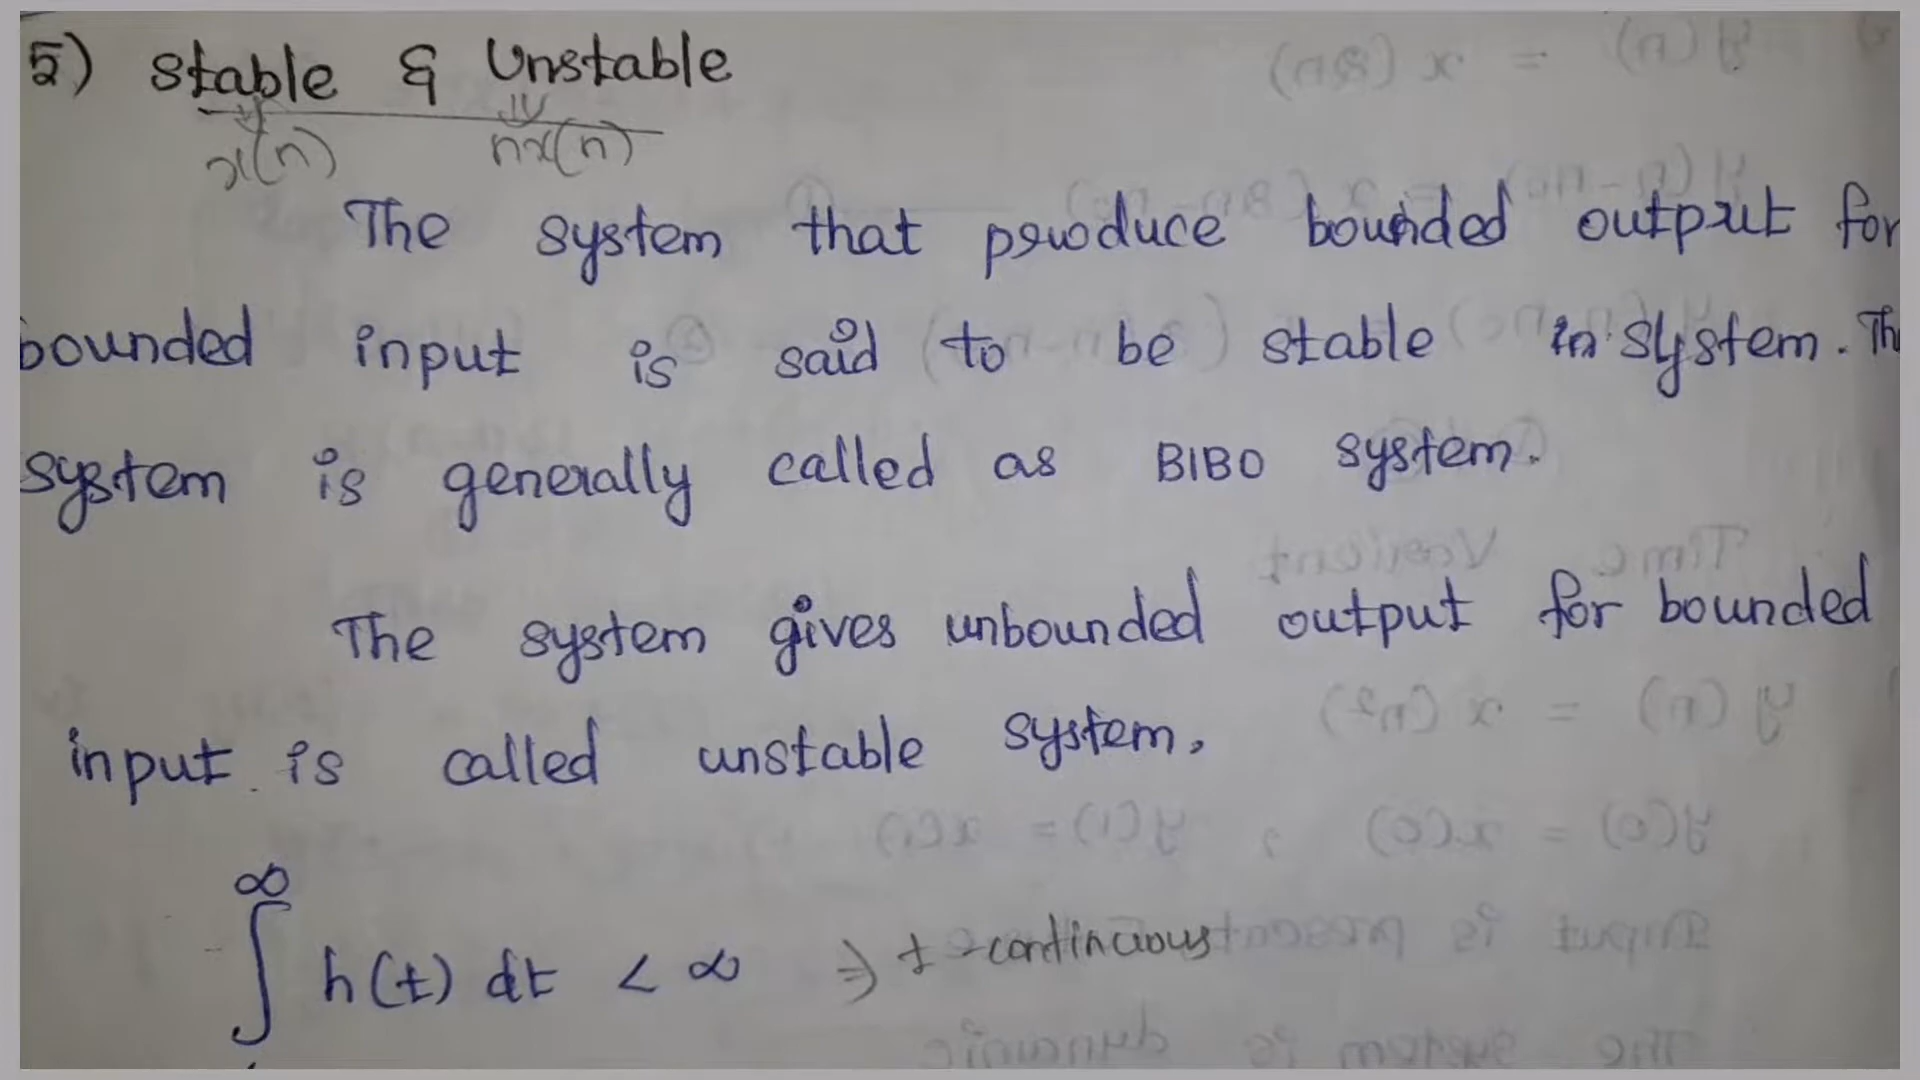 5) Stable & Unstable
x(n) nx(n)
The system that produce bounded output for
bounded input is said to be stable in system. Th
system is generally called as BIBO system.
The system gives unbounded output for bounded
input is called unstable system.
∞
∫ h(t) dt < ∞ ⇒ t - continuous